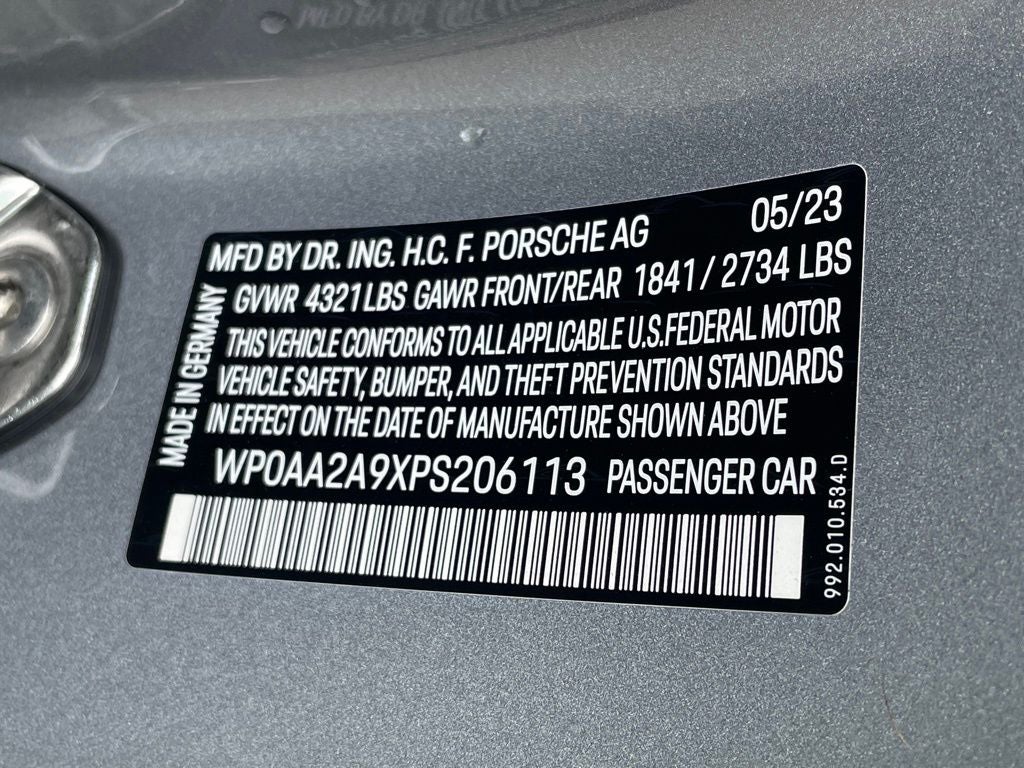 05/23
MFD BY DR. ING. H.C. F. PORSCHE AG
GVWR 4321 LBS GAWR FRONT/REAR 1841 / 2734 LBS
THIS VEHICLE CONFORMS TO ALL APPLICABLE U.S.FEDERAL MOTOR
VEHICLE SAFETY, BUMPER, AND THEFT PREVENTION STANDARDS
IN EFFECT ON THE DATE OF MANUFACTURE SHOWN ABOVE
WP0AA2A9XPS206113 PASSENGER CAR
MADE IN GERMANY
992.010.534.D